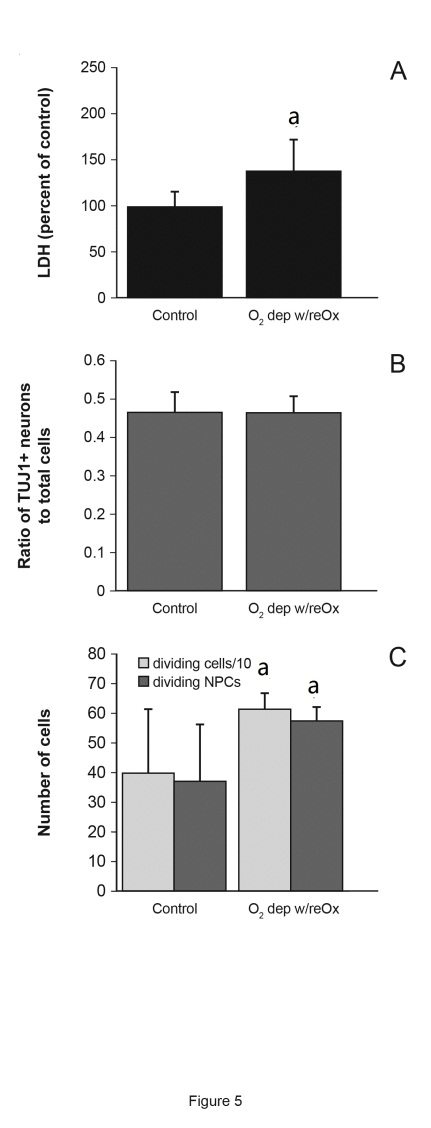 A
LDH (percent of control)
250
200
150
100
50
0
a
Control
O₂ dep w/reOx
B
Ratio of TUJ1+ neurons
to total cells
0.6
0.5
0.4
0.3
0.2
0.1
0
Control
O₂ dep w/reOx
C
Number of cells
80
70
60
50
40
30
20
10
0
dividing cells/10
dividing NPCs
a
a
Control
O₂ dep w/reOx
Figure 5